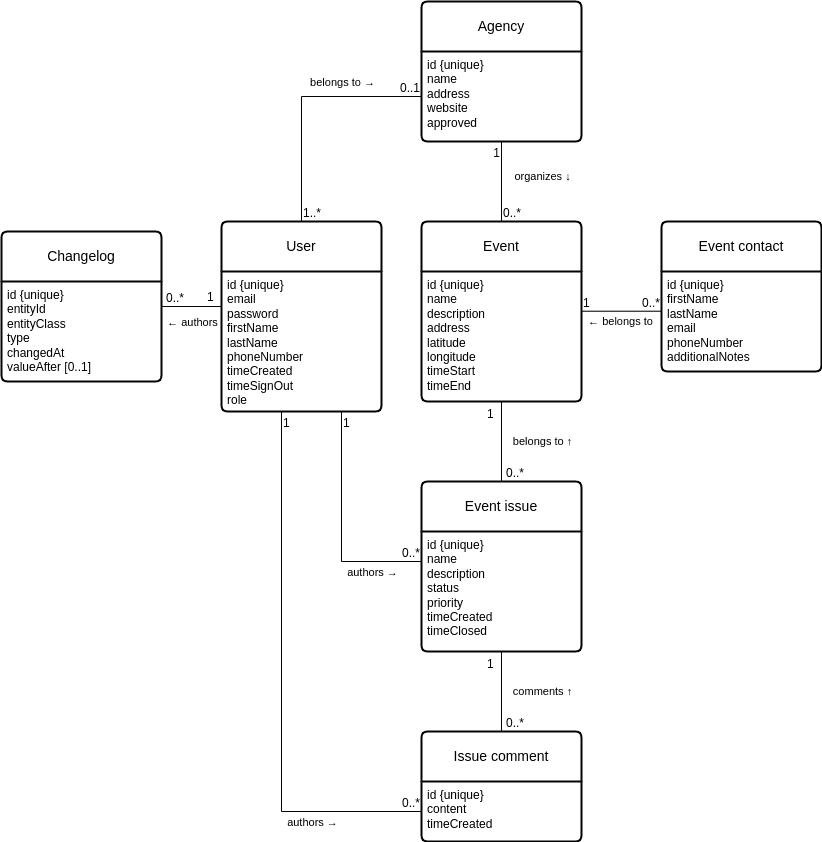 Agency
id {unique}
name
address
website
approved
belongs to →
0..1
1..*
1
organizes ↓
0..*
Changelog
id {unique}
entityId
entityClass
type
changedAt
valueAfter [0..1]
0..*
1
← authors
User
id {unique}
email
password
firstName
lastName
phoneNumber
timeCreated
timeSignOut
role
Event
id {unique}
name
description
address
latitude
longitude
timeStart
timeEnd
1
0..*
← belongs to
Event contact
id {unique}
firstName
lastName
email
phoneNumber
additionalNotes
1
1
1
belongs to ↑
0..*
Event issue
id {unique}
name
description
status
priority
timeCreated
timeClosed
0..*
authors →
1
comments ↑
0..*
Issue comment
id {unique}
content
timeCreated
0..*
authors →